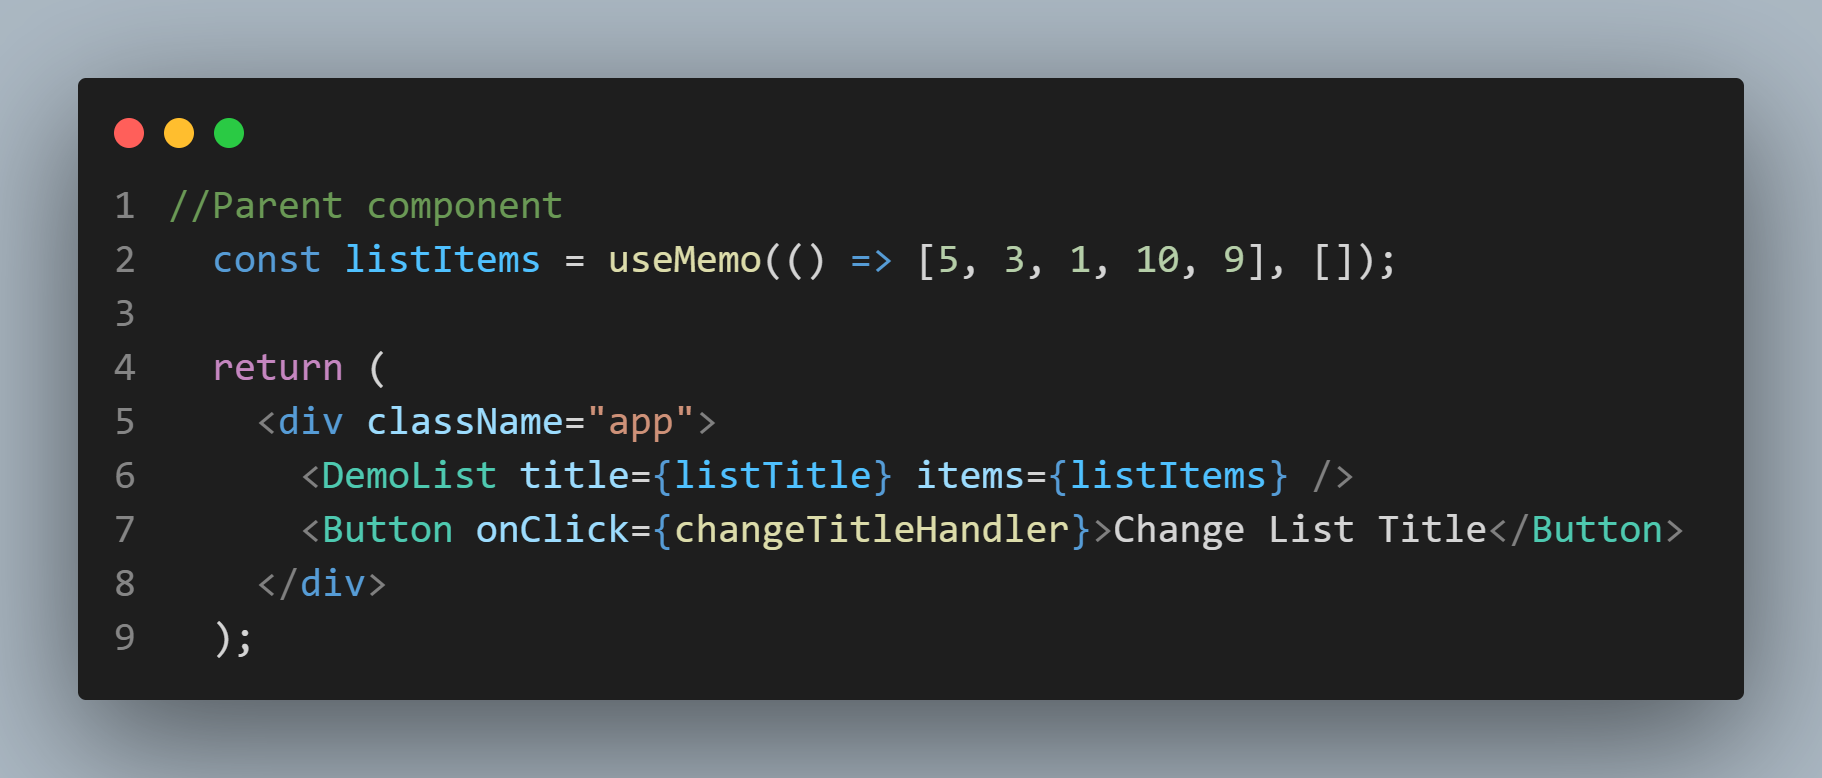 1 //Parent component
2   const listItems = useMemo(() => [5, 3, 1, 10, 9], []);
3
4   return (
5     <div className="app">
6       <DemoList title={listTitle} items={listItems} />
7       <Button onClick={changeTitleHandler}>Change List Title</Button>
8     </div>
9   );